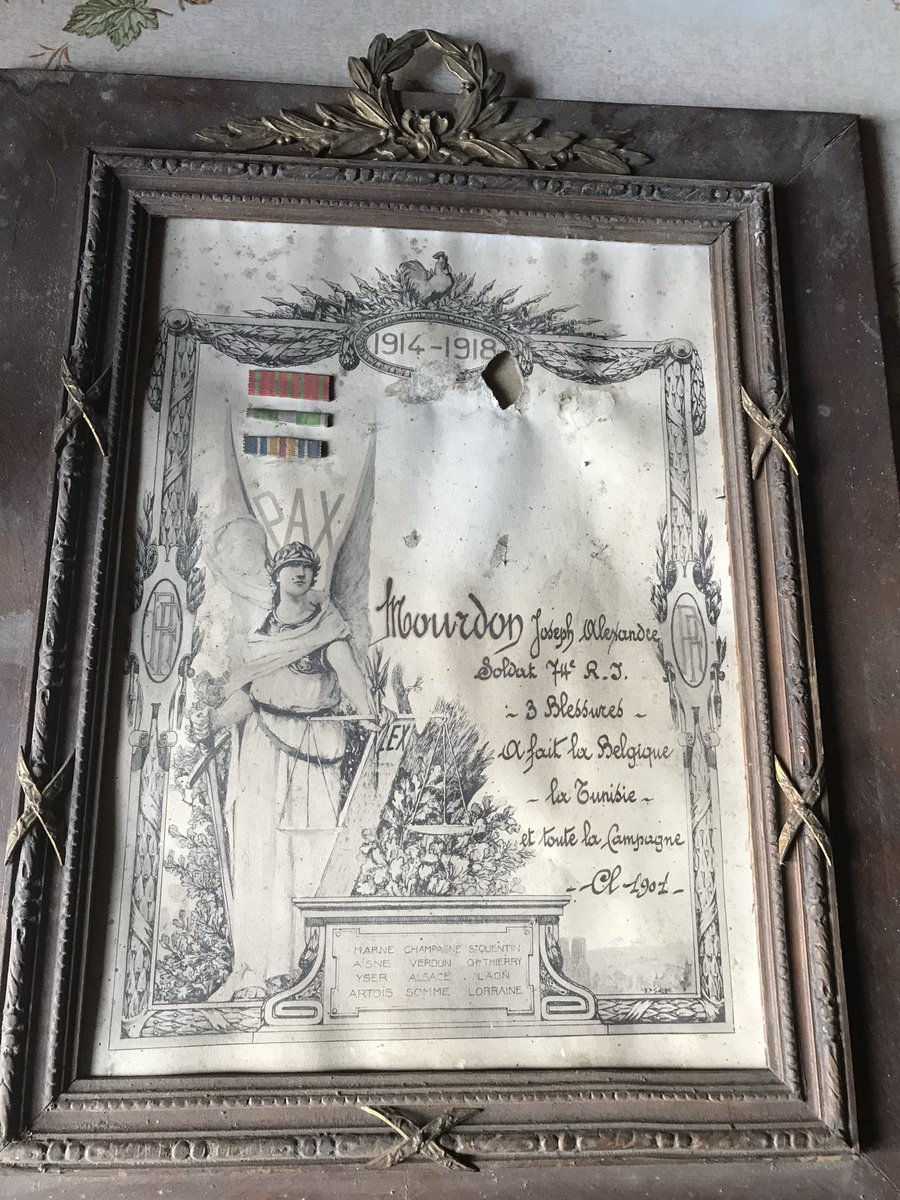 1914-1918
PAX
Mourdon Joseph Alexandre
Soldat 74e R.I.
- 3 Blessures -
A fait la Belgique
- la Tunisie -
et toute la Campagne
- Cl 1901 -
LEX
MARNE CHAMPAGNE ST QUENTIN
AISNE VERDUN CH. THIERRY
YSER ALSACE LAON
ARTOIS SOMME LORRAINE